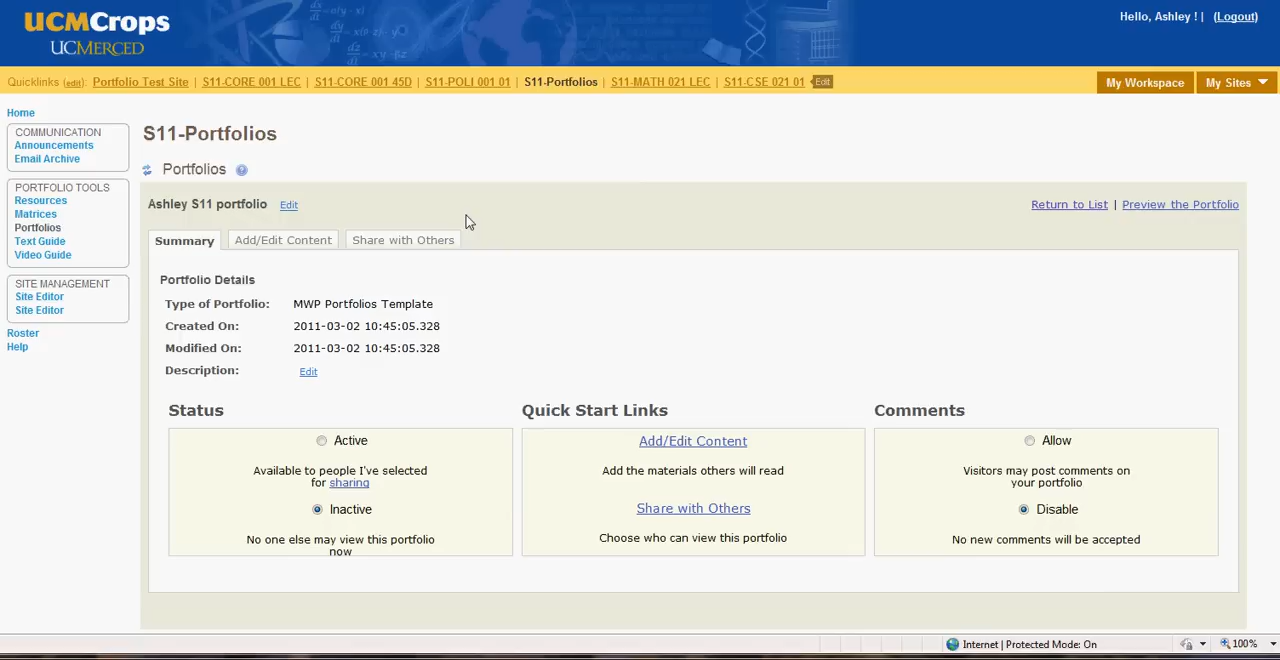 UCMCrops
UCMERCED
Hello, Ashley ! | (Logout)
Quicklinks (edit): Portfolio Test Site | S11-CORE 001 LEC | S11-CORE 001 45D | S11-POLI 001 01 | S11-Portfolios | S11-MATH 021 LEC | S11-CSE 021 01 Edit
My Workspace My Sites
Home
COMMUNICATION
Announcements
Email Archive
PORTFOLIO TOOLS
Resources
Matrices
Portfolios
Text Guide
Video Guide
SITE MANAGEMENT
Site Editor
Site Editor
Roster
Help
S11-Portfolios
Portfolios ?
Ashley S11 portfolio Edit
Return to List | Preview the Portfolio
Summary Add/Edit Content Share with Others
Portfolio Details
Type of Portfolio: MWP Portfolios Template
Created On: 2011-03-02 10:45:05.328
Modified On: 2011-03-02 10:45:05.328
Description: Edit
Status
Active
Available to people I've selected
for sharing
Inactive
No one else may view this portfolio
now
Quick Start Links
Add/Edit Content
Add the materials others will read
Share with Others
Choose who can view this portfolio
Comments
Allow
Visitors may post comments on
your portfolio
Disable
No new comments will be accepted
Internet | Protected Mode: On
100%